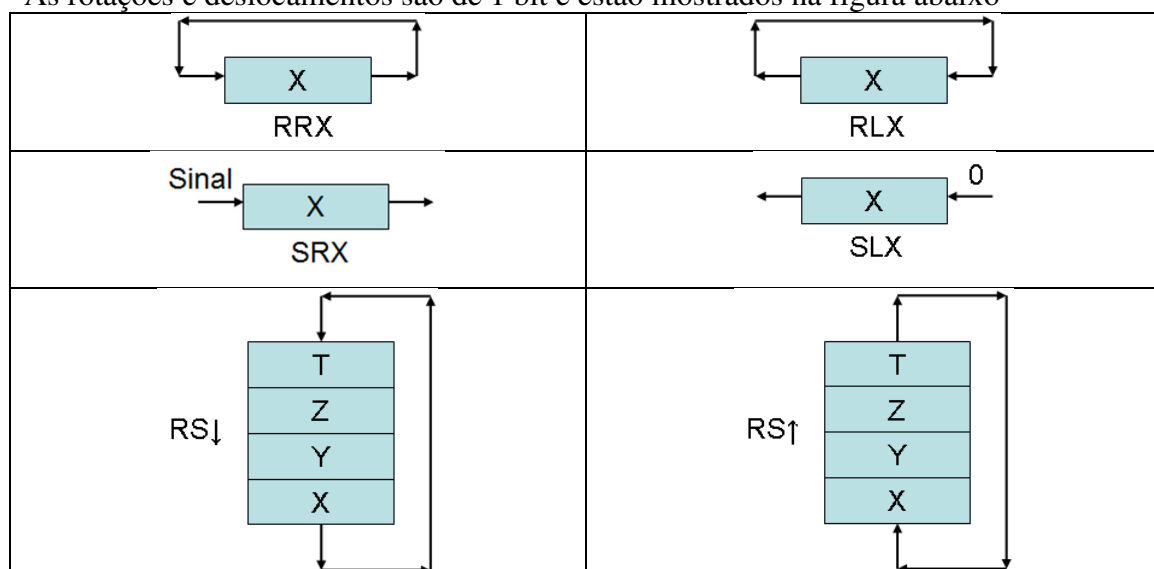 As rotações e deslocamentos são de 1 bit e estão mostrados na figura abaixo
X
RRX
X
RLX
Sinal
X
SRX
0
X
SLX
T
Z
RS↓
Y
X
T
Z
RS↑
Y
X